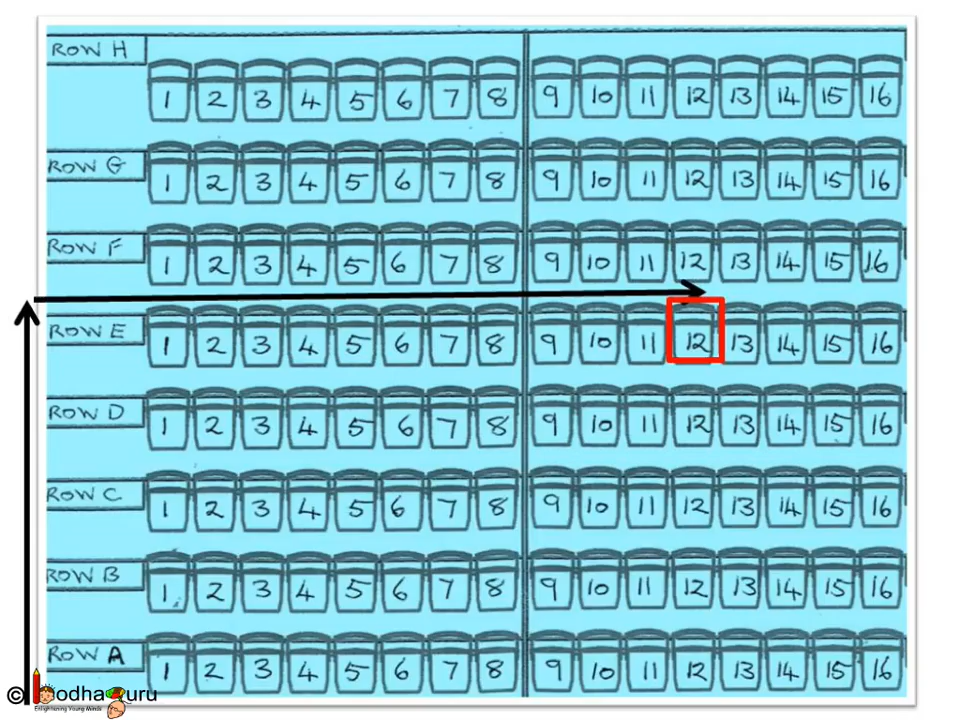 ROW H
1 2 3 4 5 6 7 8 9 10 11 12 13 14 15 16
ROW G
1 2 3 4 5 6 7 8 9 10 11 12 13 14 15 16
ROW F
1 2 3 4 5 6 7 8 9 10 11 12 13 14 15 16
ROW E
1 2 3 4 5 6 7 8 9 10 11 12 13 14 15 16
ROW D
1 2 3 4 5 6 7 8 9 10 11 12 13 14 15 16
ROW C
1 2 3 4 5 6 7 8 9 10 11 12 13 14 15 16
ROW B
1 2 3 4 5 6 7 8 9 10 11 12 13 14 15 16
ROW A
1 2 3 4 5 6 7 8 9 10 11 12 13 14 15 16
© BodhaGuru
Enlightening Young Minds